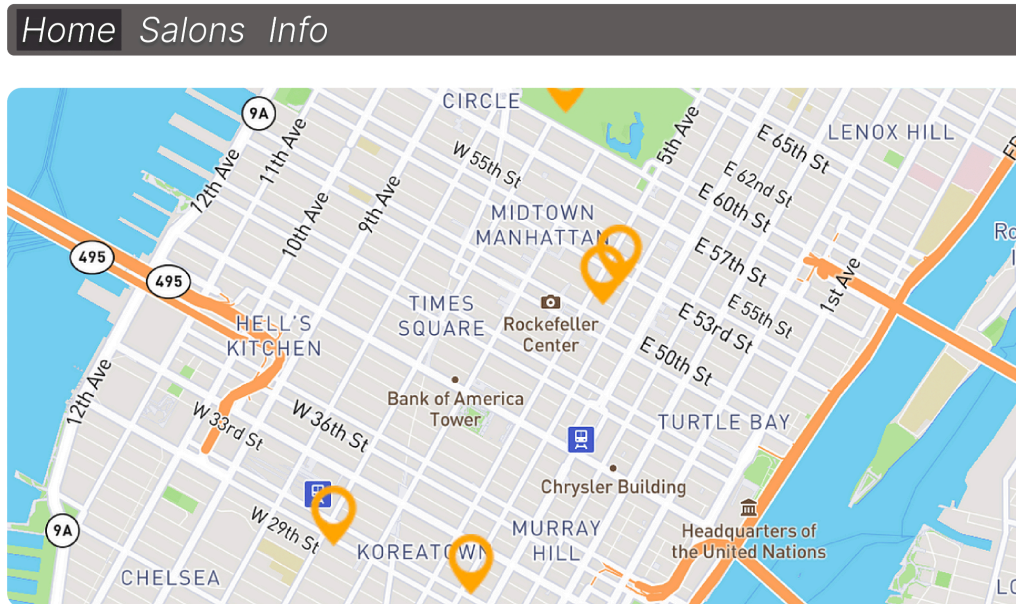 Home Salons Info
CIRCLE
9A
11th Ave
12th Ave
W 55th St
5th Ave
E 65th St
LENOX HILL
E 62nd St
E 60th St
10th Ave
9th Ave
MIDTOWN
MANHATTAN
495
495
E 57th St
1st Ave
E 55th St
E 53rd St
E 50th St
TIMES
SQUARE
Rockefeller
Center
HELL'S
KITCHEN
12th Ave
Bank of America
Tower
W 33rd St
W 36th St
TURTLE BAY
Chrysler Building
W 29th St
9A
KOREATOWN
MURRAY
HILL
Headquarters of
the United Nations
CHELSEA